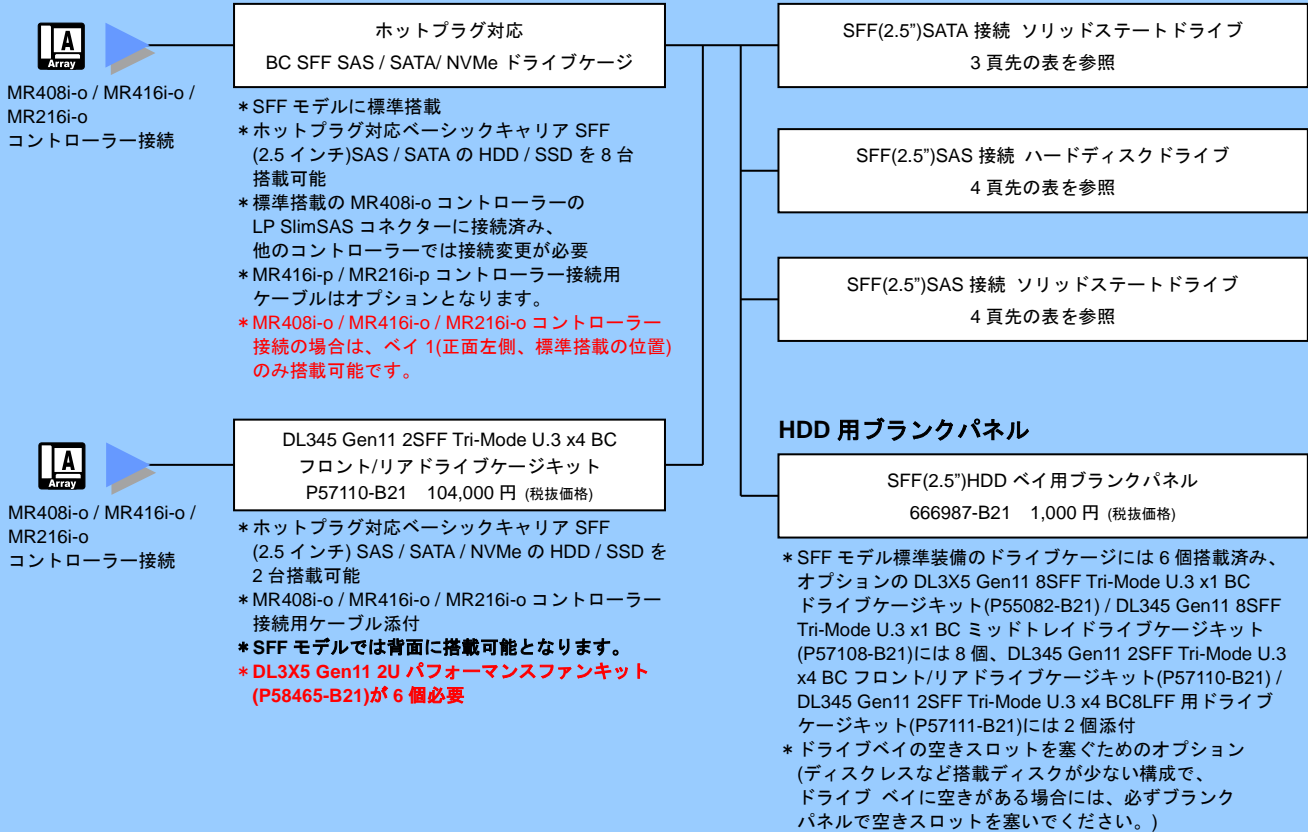 A
Array
MR408i-o / MR416i-o /
MR216i-o
コントローラー接続
ホットプラグ対応
BC SFF SAS / SATA/ NVMe ドライブケージ
*SFF モデルに標準搭載
*ホットプラグ対応ベーシックキャリア SFF
(2.5 インチ)SAS / SATA の HDD / SSD を 8 台
搭載可能
*標準搭載の MR408i-o コントローラーの
LP SlimSAS コネクターに接続済み、
他のコントローラーでは接続変更が必要
*MR416i-p / MR216i-p コントローラー接続用
ケーブルはオプションとなります。
*MR408i-o / MR416i-o / MR216i-o コントローラー
接続の場合は、ベイ 1(正面左側、標準搭載の位置)
のみ搭載可能です。
A
Array
MR408i-o / MR416i-o /
MR216i-o
コントローラー接続
DL345 Gen11 2SFF Tri-Mode U.3 x4 BC
フロント/リアドライブケージキット
P57110-B21 104,000 円 (税抜価格)
*ホットプラグ対応ベーシックキャリア SFF
(2.5 インチ) SAS / SATA / NVMe の HDD / SSD を
2 台搭載可能
*MR408i-o / MR416i-o / MR216i-o コントローラー
接続用ケーブル添付
*SFF モデルでは背面に搭載可能となります。
*DL3X5 Gen11 2U パフォーマンスファンキット
(P58465-B21)が 6 個必要
SFF(2.5”)SATA 接続 ソリッドステートドライブ
3 頁先の表を参照
SFF(2.5”)SAS 接続 ハードディスクドライブ
4 頁先の表を参照
SFF(2.5”)SAS 接続 ソリッドステートドライブ
4 頁先の表を参照
HDD 用ブランクパネル
SFF(2.5”)HDD ベイ用ブランクパネル
666987-B21 1,000 円 (税抜価格)
*SFF モデル標準装備のドライブケージには 6 個搭載済み、
オプションの DL3X5 Gen11 8SFF Tri-Mode U.3 x1 BC
ドライブケージキット(P55082-B21) / DL345 Gen11 8SFF
Tri-Mode U.3 x1 BC ミッドトレイドライブケージキット
(P57108-B21)には 8 個、DL345 Gen11 2SFF Tri-Mode U.3
x4 BC フロント/リアドライブケージキット(P57110-B21) /
DL345 Gen11 2SFF Tri-Mode U.3 x4 BC8LFF 用ドライブ
ケージキット(P57111-B21)には 2 個添付
*ドライブベイの空きスロットを塞ぐためのオプション
(ディスクレスなど搭載ディスクが少ない構成で、
ドライブ ベイに空きがある場合には、必ずブランク
パネルで空きスロットを塞いでください。)